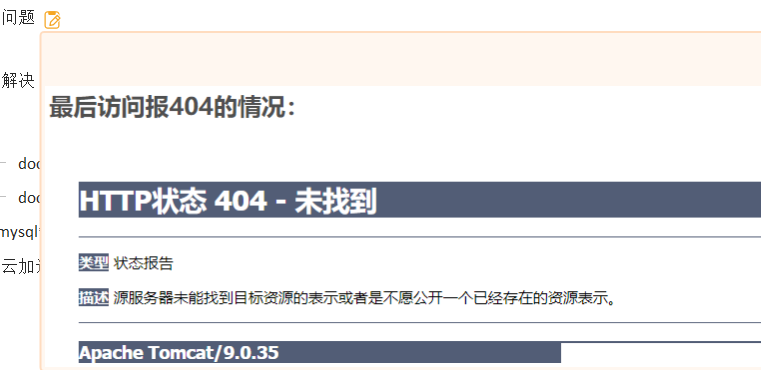 问题
解决
最后访问报404的情况：
doc
doc
mysql
云加
HTTP状态 404 - 未找到
类型 状态报告
描述 源服务器未能找到目标资源的表示或者是不愿公开一个已经存在的资源表示。
Apache Tomcat/9.0.35